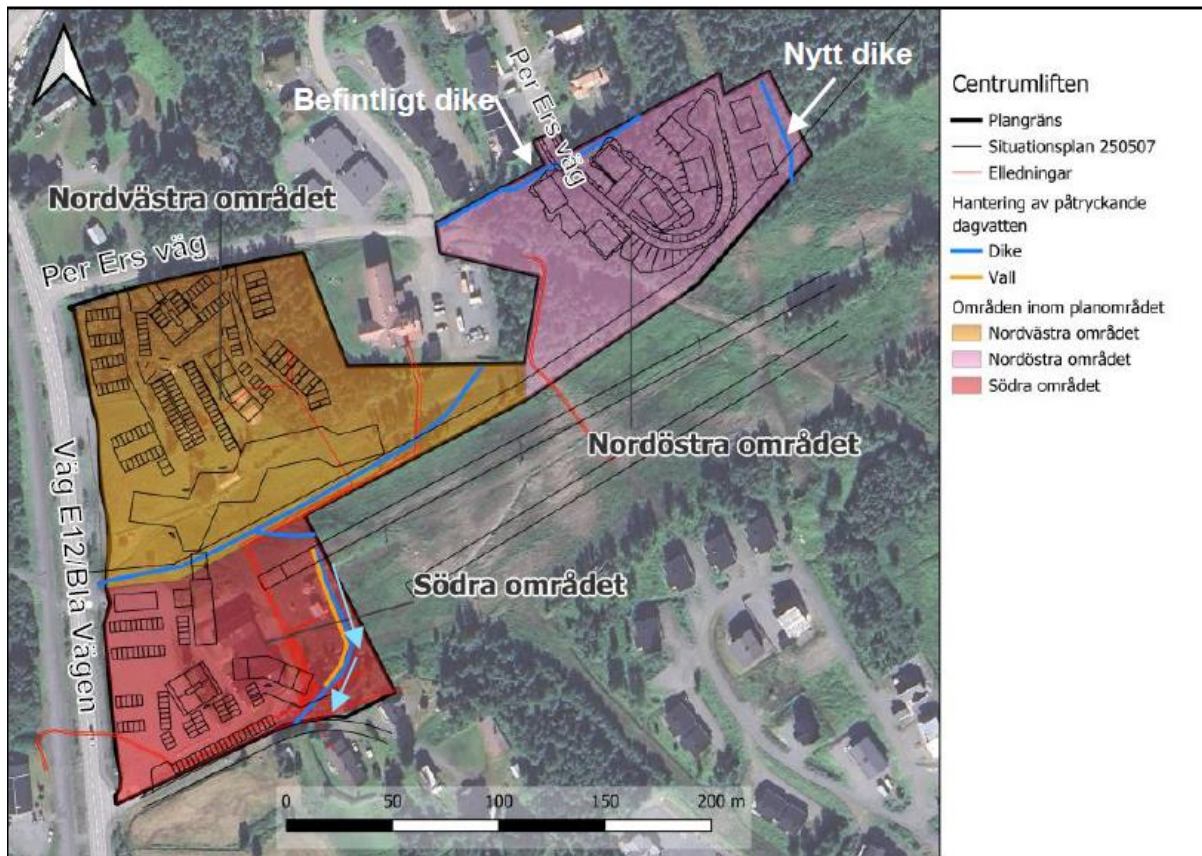 Nytt dike
Per Ers väg
Befintligt dike
Nordvästra området
Per Ers väg
Nordöstra området
Södra området
Väg E12/Blå Vägen
0 50 100 150 200 m
Centrumliften
Plangräns
Situationsplan 250507
Elledningar
Hantering av påtryckande
dagvatten
Dike
Vall
Områden inom planområdet
Nordvästra området
Nordöstra området
Södra området